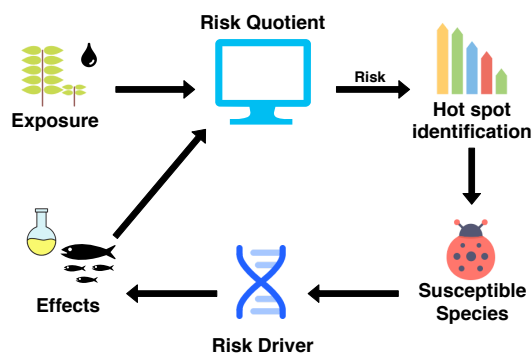 Risk Quotient
Exposure
Risk
Hot spot
identification
Effects
Risk Driver
Susceptible
Species